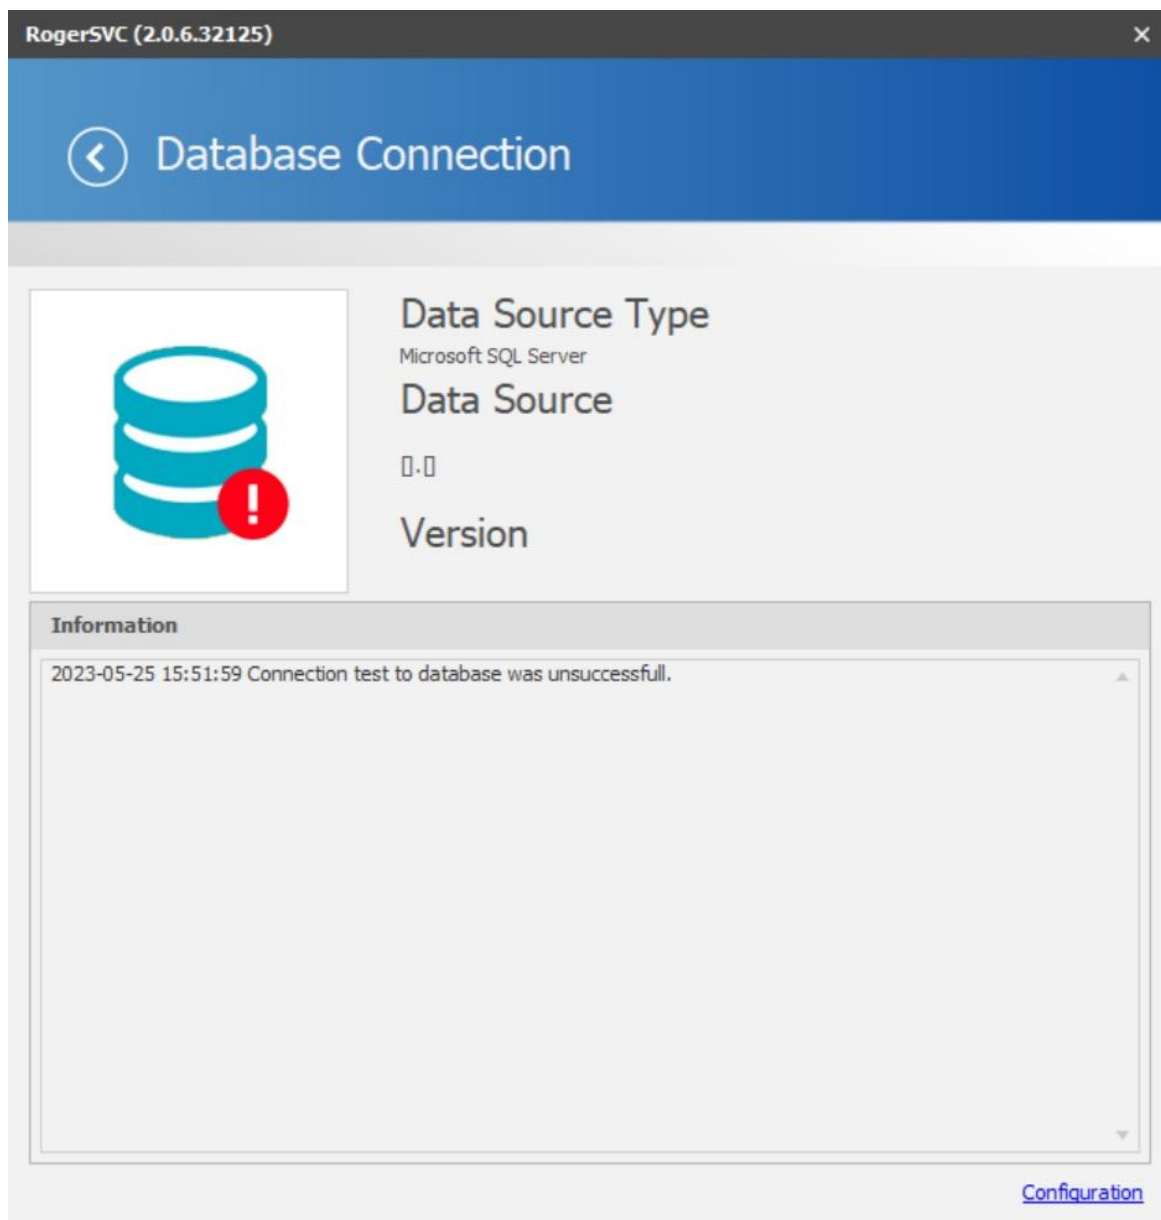 RogerSVC (2.0.6.32125)
Database Connection
Data Source Type
Microsoft SQL Server
Data Source
▯.▯
Version
Information
2023-05-25 15:51:59 Connection test to database was unsuccessfull.
Configuration